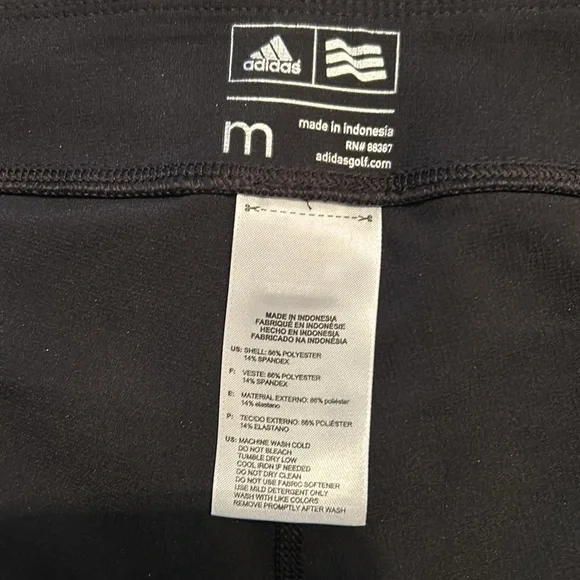 adidas
m
made in indonesia
RN# 88387
adidasgolf.com
MADE IN INDONESIA
FABRIQUÉ EN INDONÉSIE
HECHO EN INDONESIA
FABRICADO NA INDONÉSIA
US: SHELL: 86% POLYESTER
14% SPANDEX
F: VESTE: 86% POLYESTER
14% SPANDEX
E: MATERIAL EXTERNO: 86% poliéster
14% elastano
P: TECIDO EXTERNO: 86% POLIÉSTER
14% ELASTANO
US: MACHINE WASH COLD
DO NOT BLEACH
TUMBLE DRY LOW
COOL IRON IF NEEDED
DO NOT DRY CLEAN
DO NOT USE FABRIC SOFTENER
USE MILD DETERGENT ONLY
WASH WITH LIKE COLORS
REMOVE PROMPTLY AFTER WASH